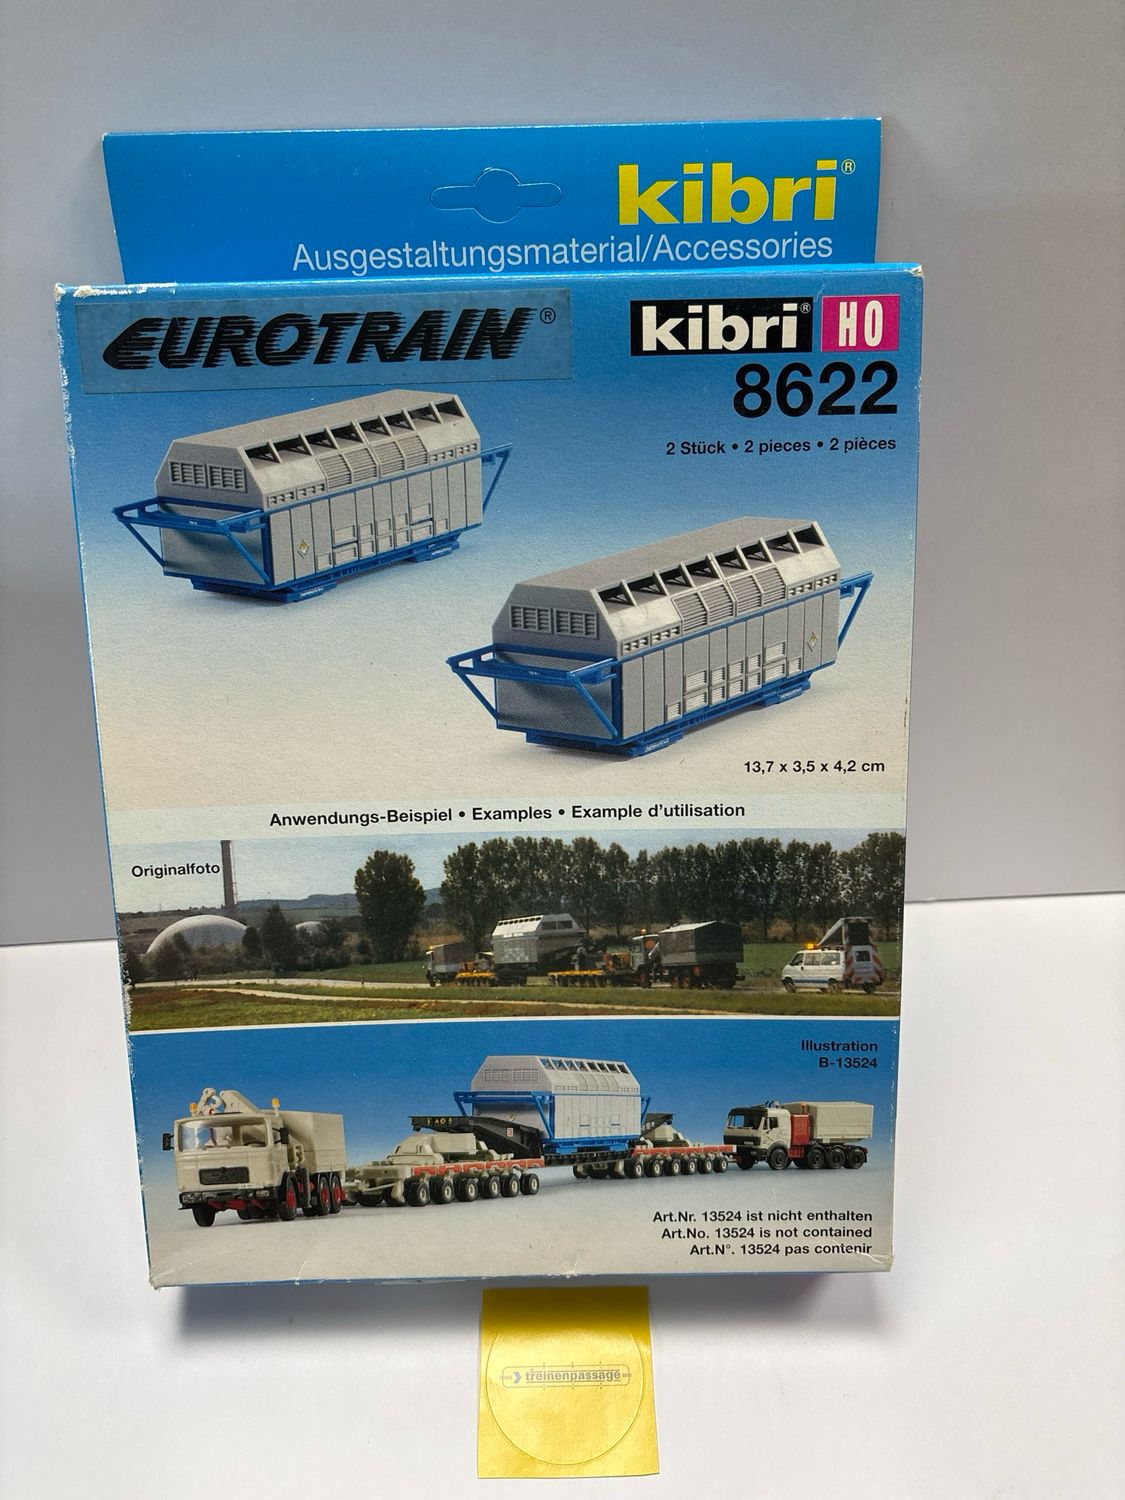 kibri®
Ausgestaltungsmaterial/Accessories
EUROTRAIN®
kibri® H0
8622
2 Stück • 2 pieces • 2 pièces
13,7 x 3,5 x 4,2 cm
Anwendungs-Beispiel • Examples • Example d'utilisation
Originalfoto
Illustration
B-13524
Art.Nr. 13524 ist nicht enthalten
Art.No. 13524 is not contained
Art.N°. 13524 pas contenir
treinenpassage